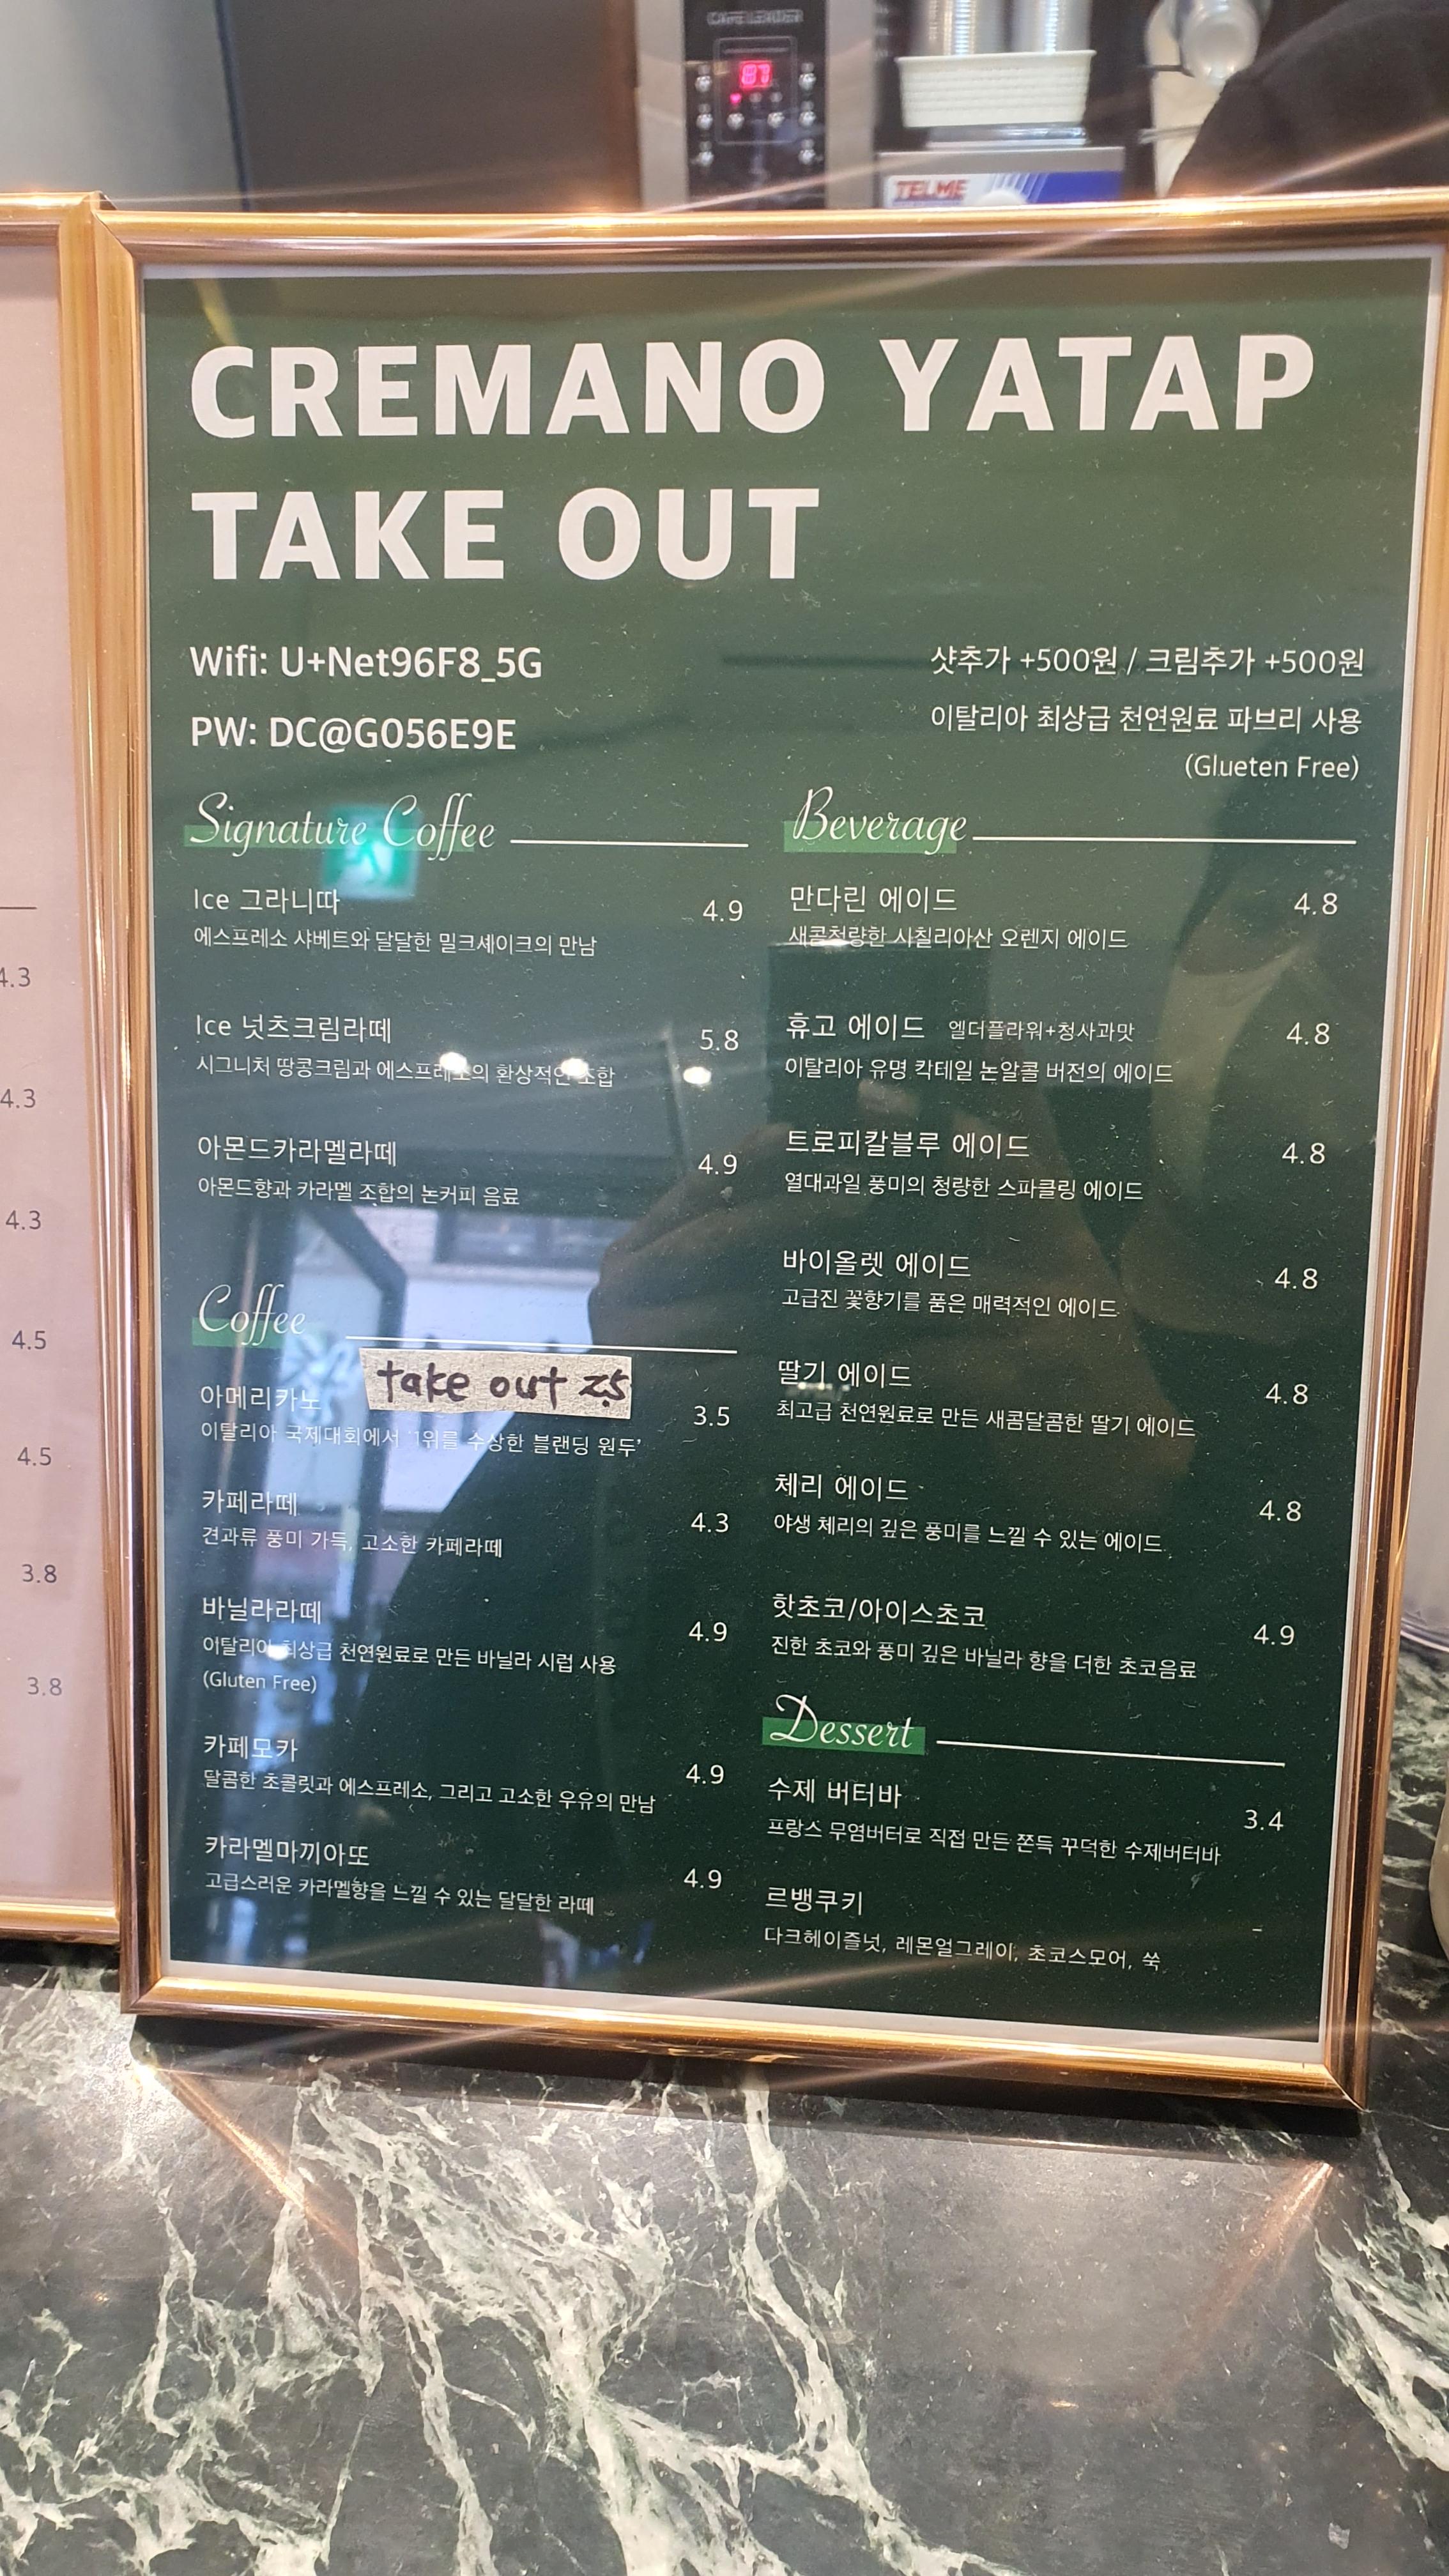 CAFE LEADER
87
TELME
CREMANO YATAP
TAKE OUT
Wifi: U+Net96F8_5G
PW: DC@G056E9E
샷추가 +500원 / 크림추가 +500원
이탈리아 최상급 천연원료 파브리 사용
(Glueten Free)
Signature Coffee
Ice 그라니따 4.9
에스프레소 샤베트와 달달한 밀크셰이크의 만남
Ice 넛츠크림라떼 5.8
시그니처 땅콩크림과 에스프레소의 환상적인 조합
아몬드카라멜라떼 4.9
아몬드향과 카라멜 조합의 논커피 음료
Coffee
take out
아메리카노 3.5
이탈리아 국제대회에서 '1위를 수상한 블랜딩 원두'
카페라떼 4.3
견과류 풍미 가득, 고소한 카페라떼
바닐라라떼 4.9
이탈리아 최상급 천연원료로 만든 바닐라 시럽 사용
(Gluten Free)
카페모카 4.9
달콤한 초콜릿과 에스프레소, 그리고 고소한 우유의 만남
카라멜마끼아또 4.9
고급스러운 카라멜향을 느낄 수 있는 달달한 라떼
Beverage
만다린 에이드 4.8
새콤청량한 시칠리아산 오렌지 에이드
휴고 에이드 엘더플라워+청사과맛 4.8
이탈리아 유명 칵테일 논알콜 버전의 에이드
트로피칼블루 에이드 4.8
열대과일 풍미의 청량한 스파클링 에이드
바이올렛 에이드 4.8
고급진 꽃향기를 품은 매력적인 에이드
딸기 에이드 4.8
최고급 천연원료로 만든 새콤달콤한 딸기 에이드
체리 에이드 4.8
야생 체리의 깊은 풍미를 느낄 수 있는 에이드
핫초코/아이스초코 4.9
진한 초코와 풍미 깊은 바닐라 향을 더한 초코음료
Dessert
수제 버터바 3.4
프랑스 무염버터로 직접 만든 쫀득 꾸덕한 수제버터바
르뱅쿠키 -
다크헤이즐넛, 레몬얼그레이, 초코스모어, 쑥
4.3
4.3
4.3
4.5
4.5
3.8
3.8